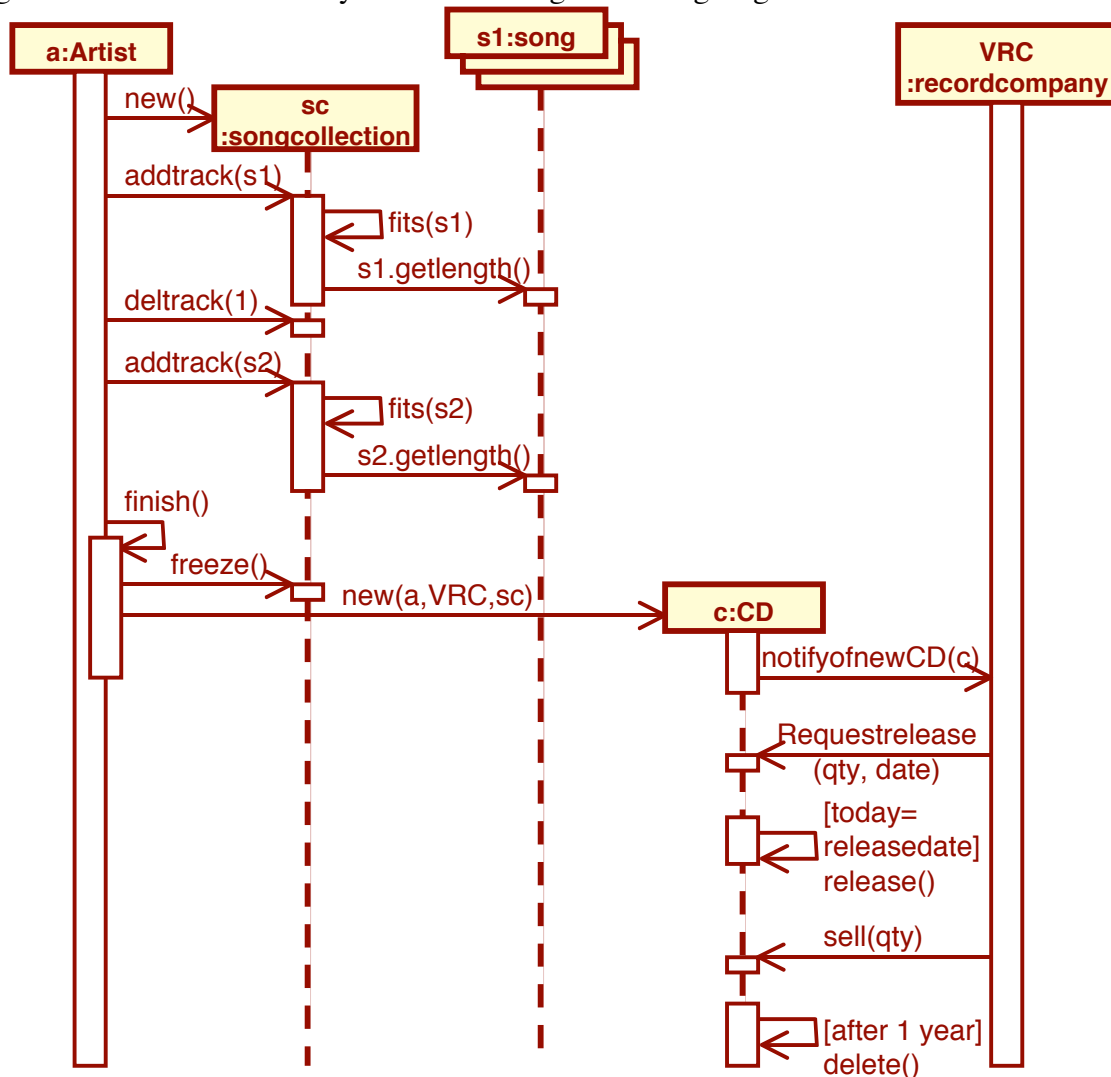 a:Artist
s1:song
VRC
:recordcompany
new()
sc
:songcollection
addtrack(s1)
fits(s1)
s1.getlength()
deltrack(1)
addtrack(s2)
fits(s2)
s2.getlength()
finish()
freeze()
new(a,VRC,sc)
c:CD
notifyofnewCD(c)
Requestrelease
(qty, date)
[today=
releasedate]
release()
sell(qty)
[after 1 year]
delete()